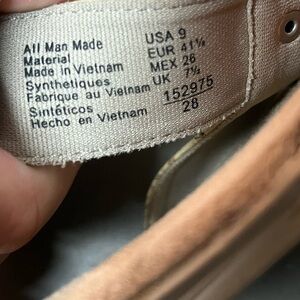 All Man Made
Material
Made in Vietnam
Synthetiques
Fabrique au Vietnam
Sintéticos
Hecho en Vietnam
USA 9
EUR 41⅓
MEX 26
UK 7½
152975
28